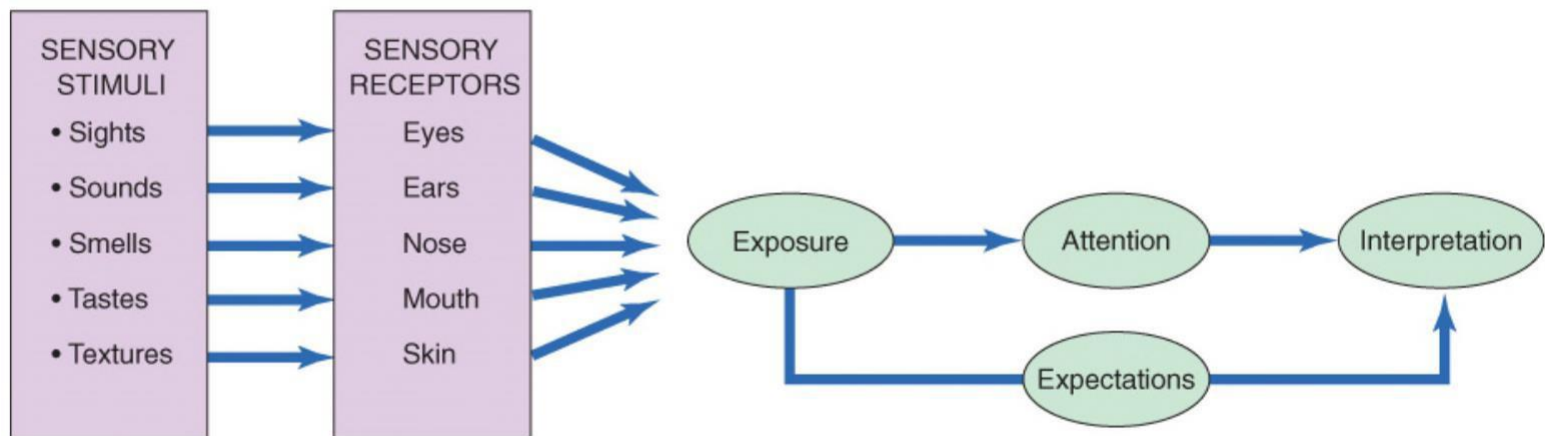 SENSORY
STIMULI
• Sights
• Sounds
• Smells
• Tastes
• Textures
SENSORY
RECEPTORS
Eyes
Ears
Nose
Mouth
Skin
Exposure
Attention
Interpretation
Expectations